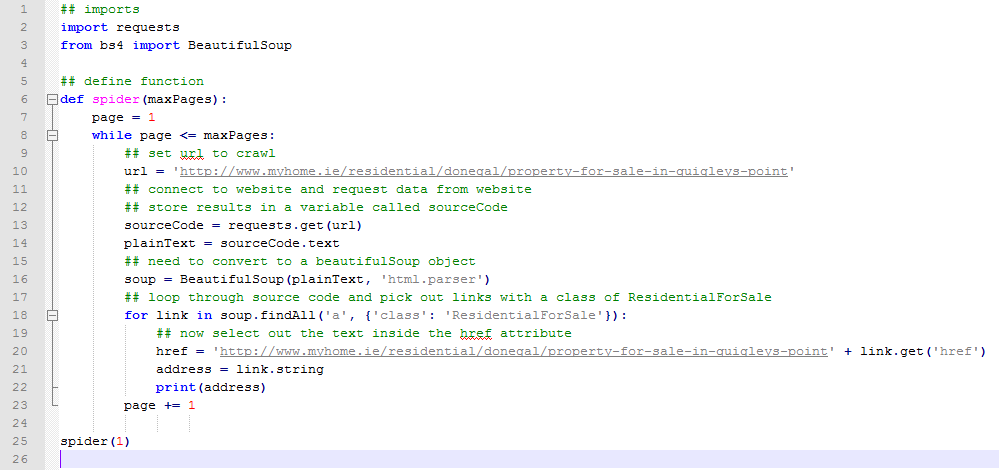 1 ## imports
2 import requests
3 from bs4 import BeautifulSoup
4
5 ## define function
6 def spider(maxPages):
7     page = 1
8     while page <= maxPages:
9         ## set url to crawl
10         url = 'http://www.myhome.ie/residential/donegal/property-for-sale-in-quigleys-point'
11         ## connect to website and request data from website
12         ## store results in a variable called sourceCode
13         sourceCode = requests.get(url)
14         plainText = sourceCode.text
15         ## need to convert to a beautifulSoup object
16         soup = BeautifulSoup(plainText, 'html.parser')
17         ## loop through source code and pick out links with a class of ResidentialForSale
18         for link in soup.findAll('a', {'class': 'ResidentialForSale'}):
19             ## now select out the text inside the href attribute
20             href = 'http://www.myhome.ie/residential/donegal/property-for-sale-in-quigleys-point' + link.get('href')
21             address = link.string
22             print(address)
23         page += 1
24
25 spider(1)
26